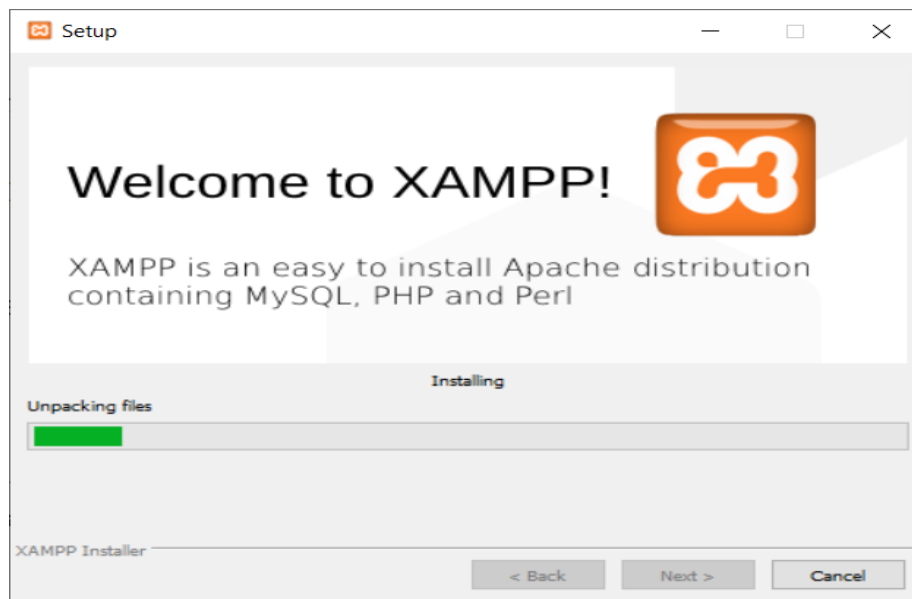 Setup
Welcome to XAMPP!
XAMPP is an easy to install Apache distribution
containing MySQL, PHP and Perl
Installing
Unpacking files
XAMPP Installer
< Back
Next >
Cancel